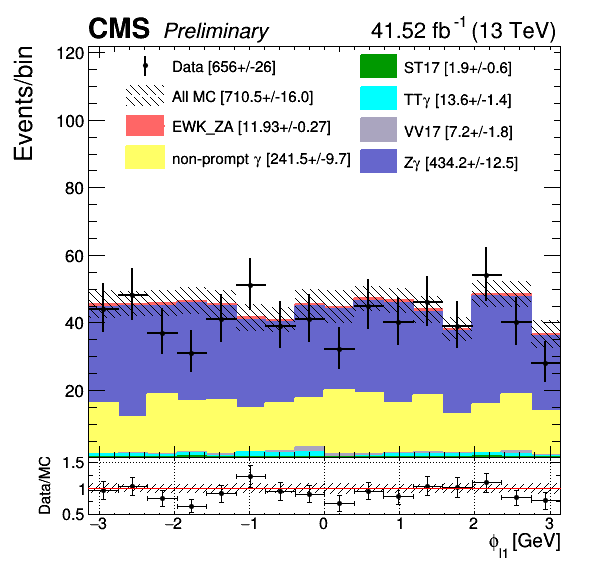 CMS Preliminary 41.52 fb⁻¹ (13 TeV)
Events/bin
Data [656+/-26]
All MC [710.5+/-16.0]
EWK_ZA [11.93+/-0.27]
non-prompt γ [241.5+/-9.7]
ST17 [1.9+/-0.6]
TTγ [13.6+/-1.4]
VV17 [7.2+/-1.8]
Zγ [434.2+/-12.5]
120
100
80
60
40
20
Data/MC
1.5
1
0.5
−3 −2 −1 0 1 2 3
ϕ_l1 [GeV]